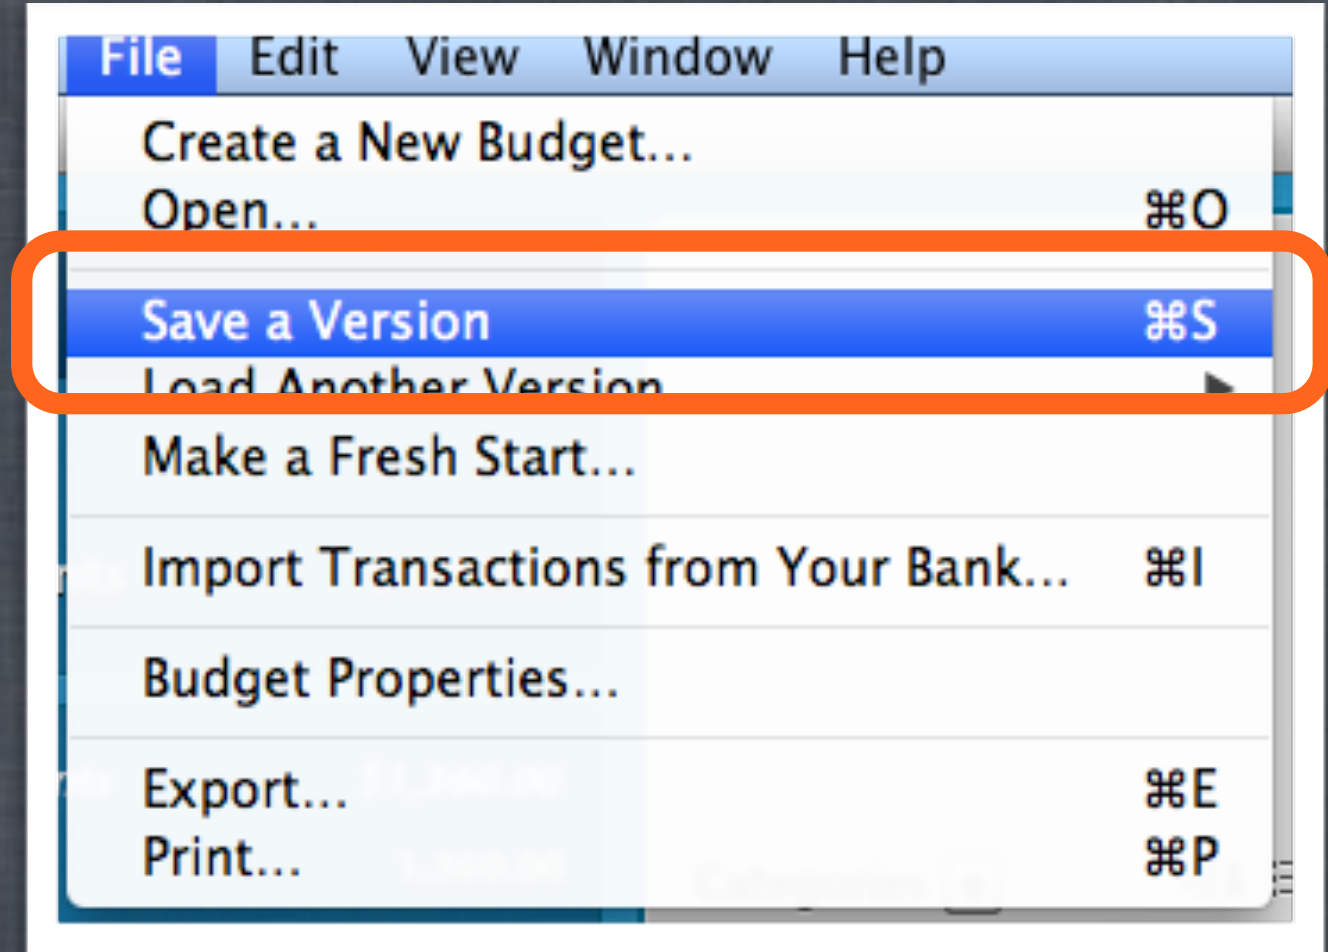 File Edit View Window Help
Create a New Budget...
Open... ⌘O
Save a Version ⌘S
Load Another Version
Make a Fresh Start...
Import Transactions from Your Bank... ⌘I
Budget Properties...
Export... ⌘E
Print... ⌘P